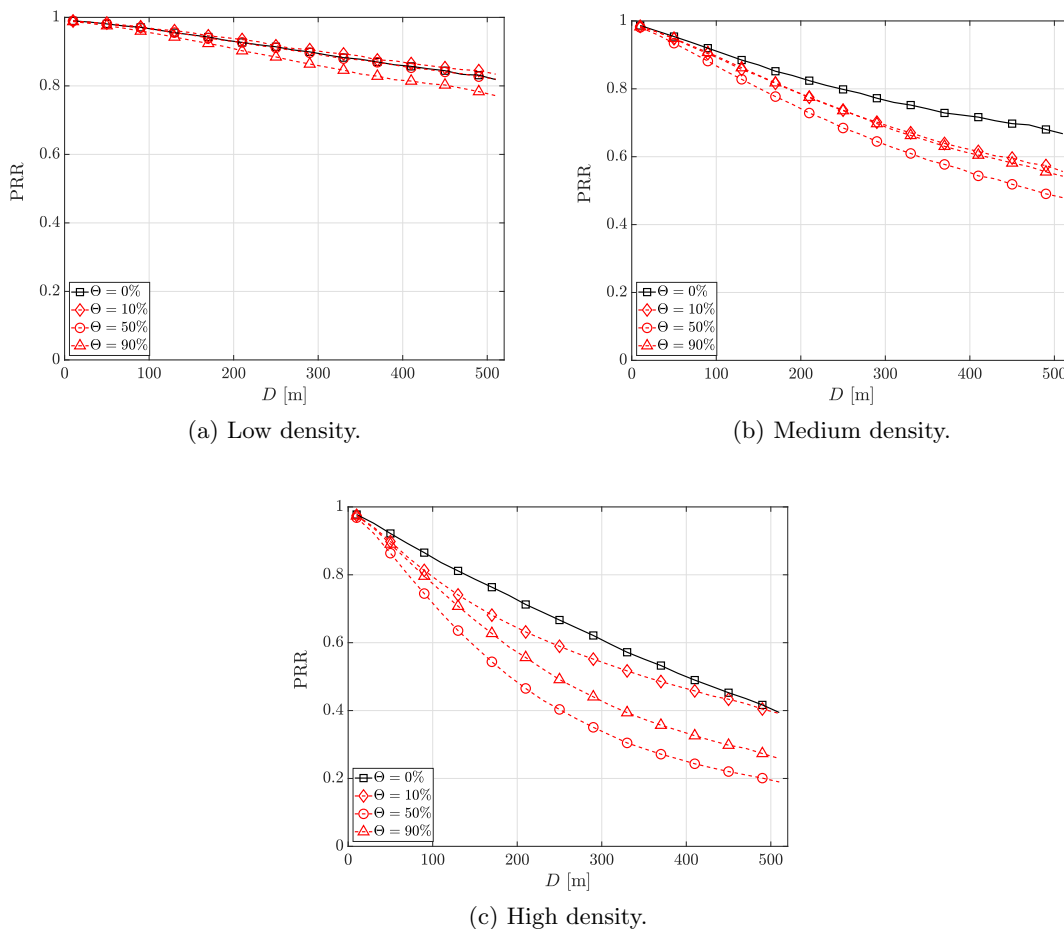 1
0.8
0.6
0.4
0.2
0
PRR
Θ = 0%
Θ = 10%
Θ = 50%
Θ = 90%
0 100 200 300 400 500
D [m]
(a) Low density.
1
0.8
0.6
0.4
0.2
0
PRR
Θ = 0%
Θ = 10%
Θ = 50%
Θ = 90%
0 100 200 300 400 500
D [m]
(b) Medium density.
1
0.8
0.6
0.4
0.2
0
PRR
Θ = 0%
Θ = 10%
Θ = 50%
Θ = 90%
0 100 200 300 400 500
D [m]
(c) High density.